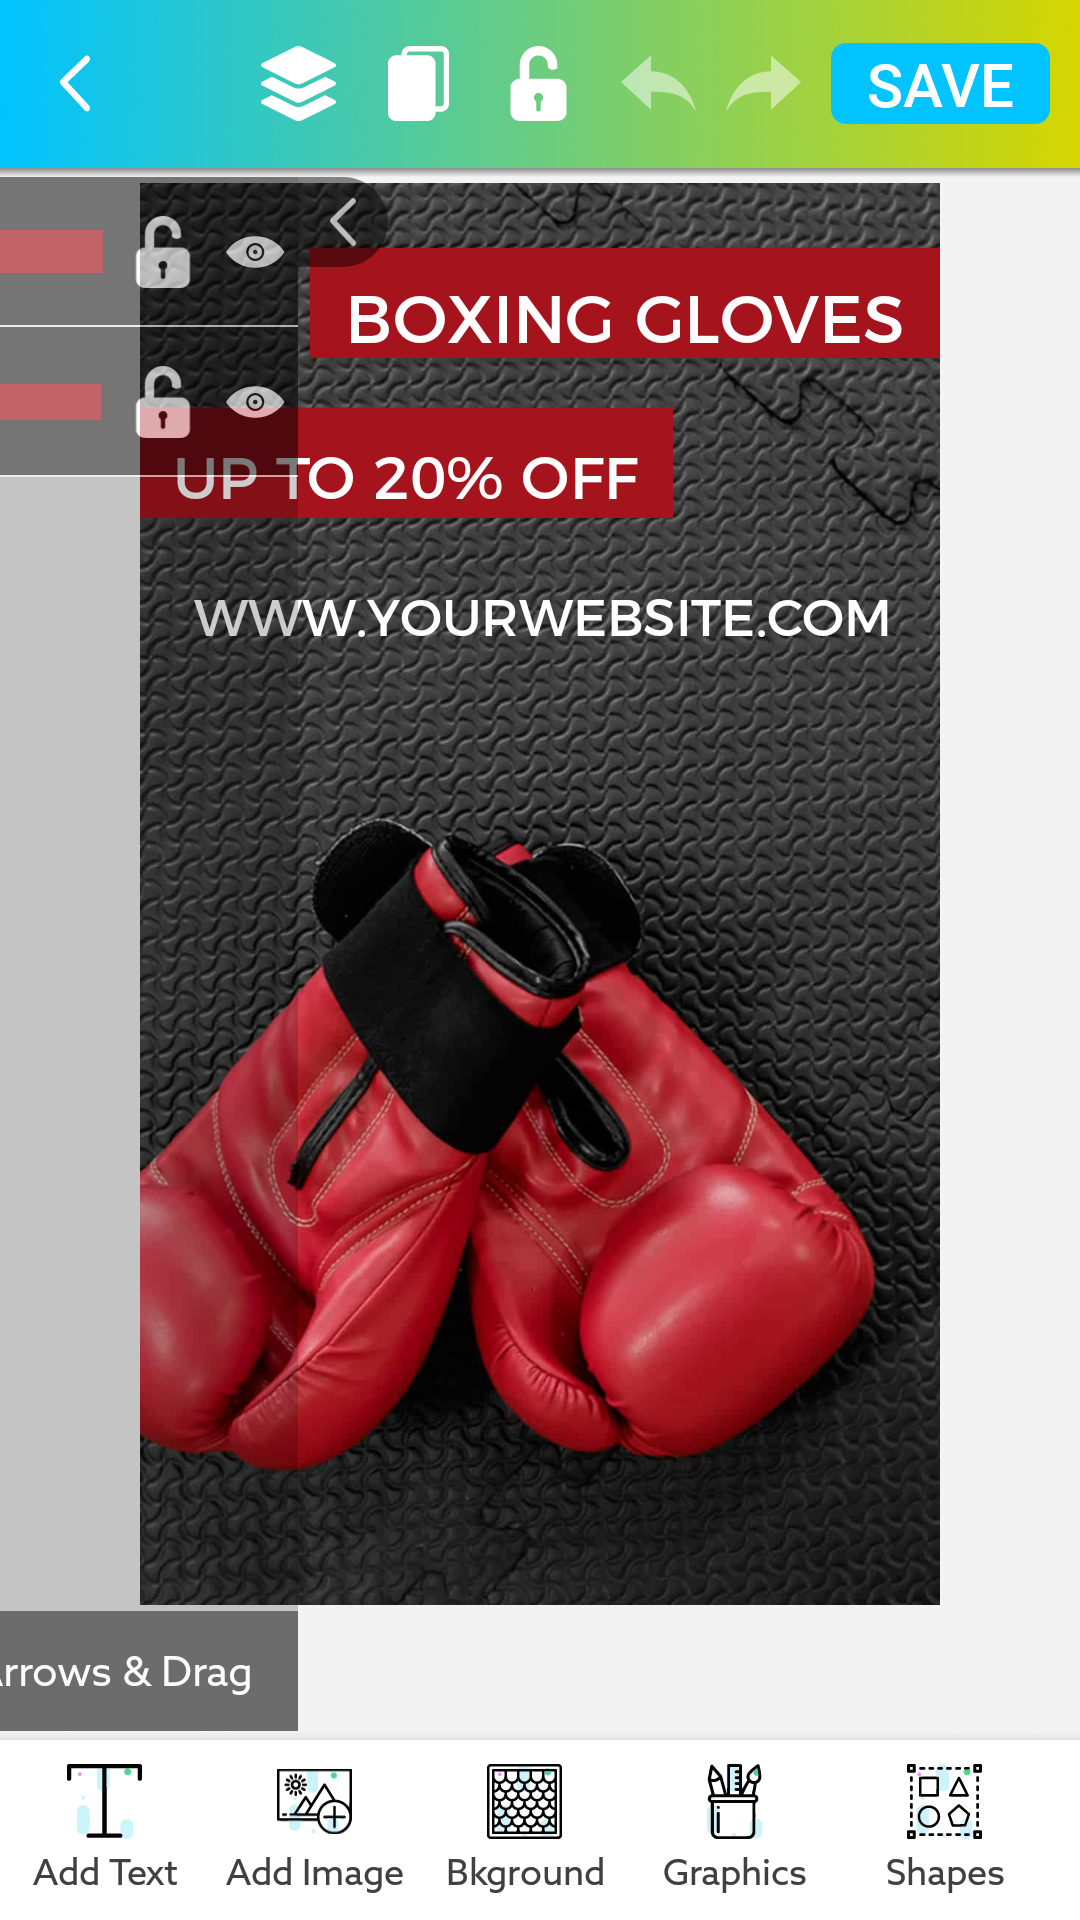 SAVE
BOXING GLOVES
UP TO 20% OFF
WWW.YOURWEBSITE.COM
rrows & Drag
Add Text
Add Image
Bkground
Graphics
Shapes